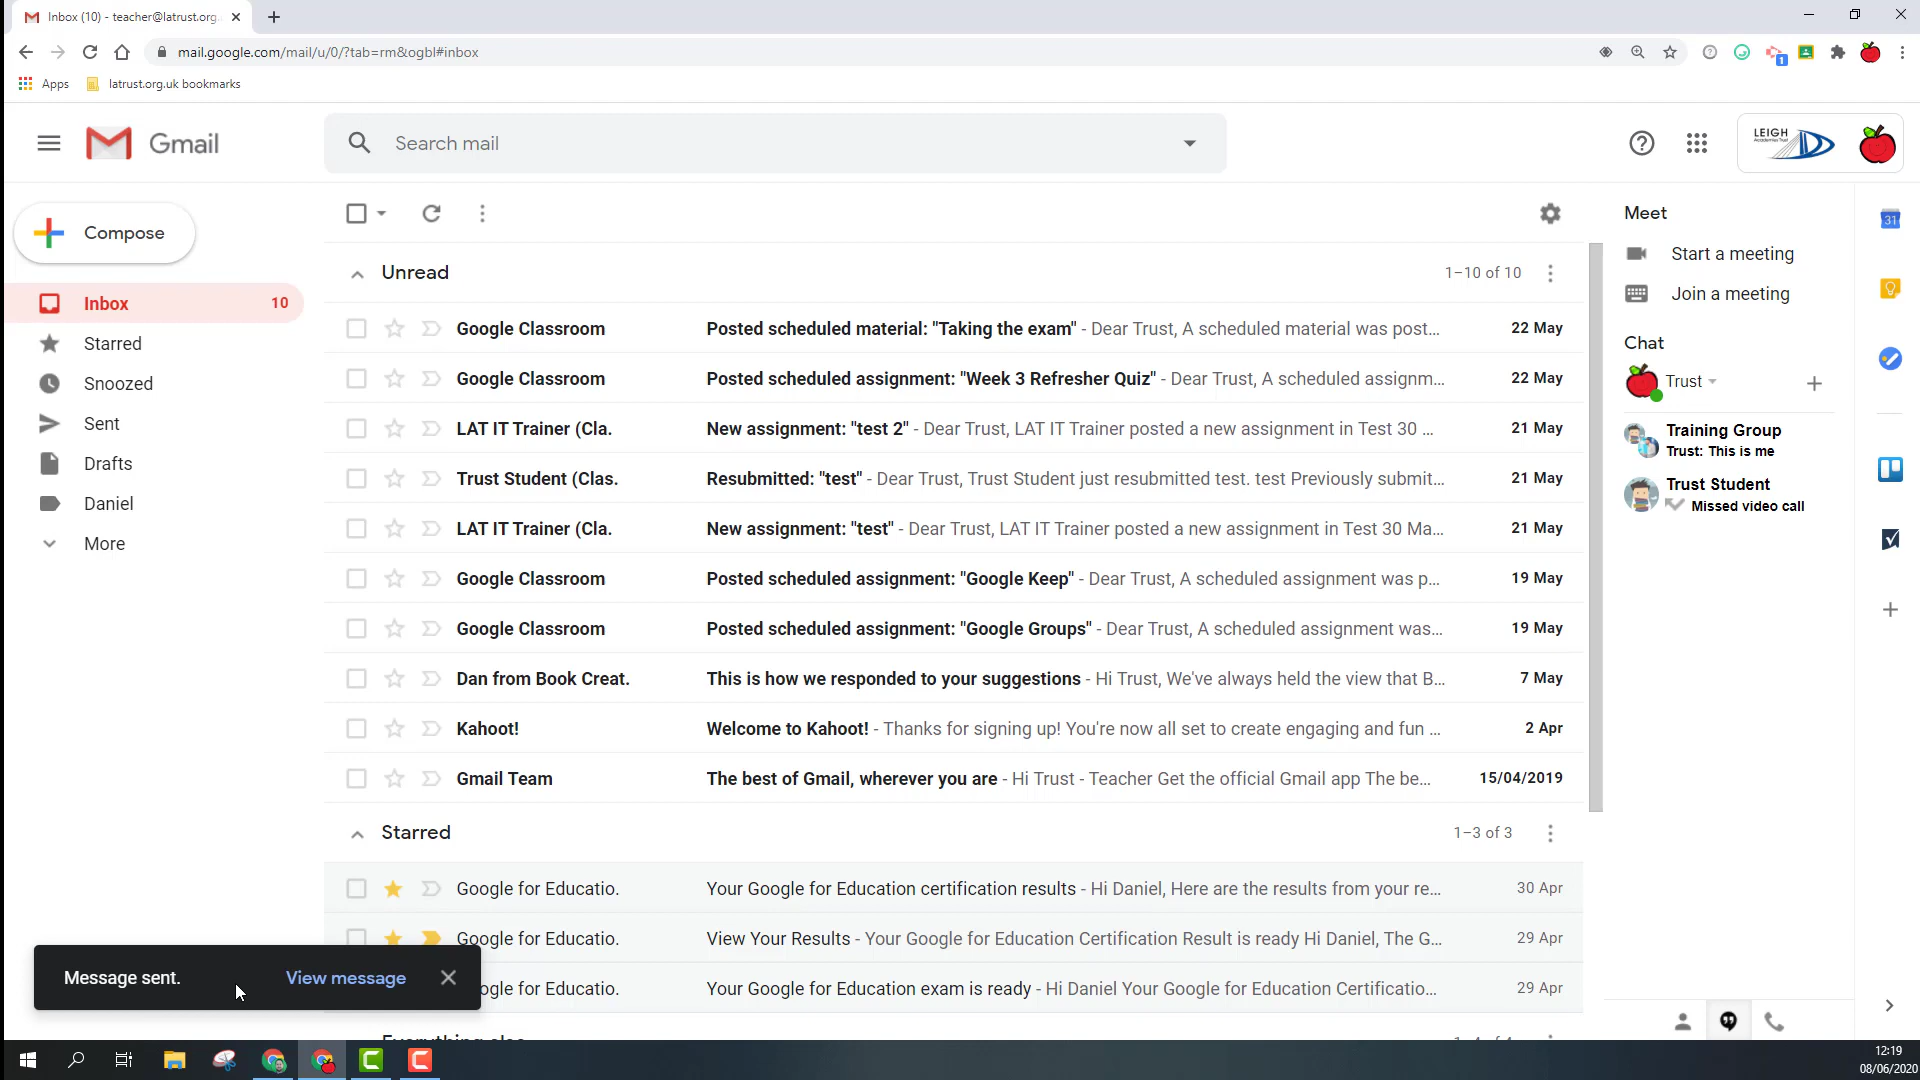 Inbox (10) - teacher@latrust.org.
mail.google.com/mail/u/0/?tab=rm&ogbl#inbox
1
Apps
latrust.org.uk bookmarks
Gmail
Search mail
LEIGH
Academies Trust
Compose
Inbox 10
Starred
Snoozed
Sent
Drafts
Daniel
More
Unread 1–10 of 10
Google Classroom Posted scheduled material: "Taking the exam" - Dear Trust, A scheduled material was post... 22 May
Google Classroom Posted scheduled assignment: "Week 3 Refresher Quiz" - Dear Trust, A scheduled assignm... 22 May
LAT IT Trainer (Cla. New assignment: "test 2" - Dear Trust, LAT IT Trainer posted a new assignment in Test 30 ... 21 May
Trust Student (Clas. Resubmitted: "test" - Dear Trust, Trust Student just resubmitted test. test Previously submit... 21 May
LAT IT Trainer (Cla. New assignment: "test" - Dear Trust, LAT IT Trainer posted a new assignment in Test 30 Ma... 21 May
Google Classroom Posted scheduled assignment: "Google Keep" - Dear Trust, A scheduled assignment was p... 19 May
Google Classroom Posted scheduled assignment: "Google Groups" - Dear Trust, A scheduled assignment was... 19 May
Dan from Book Creat. This is how we responded to your suggestions - Hi Trust, We've always held the view that B... 7 May
Kahoot! Welcome to Kahoot! - Thanks for signing up! You're now all set to create engaging and fun ... 2 Apr
Gmail Team The best of Gmail, wherever you are - Hi Trust - Teacher Get the official Gmail app The be... 15/04/2019
Starred 1–3 of 3
Google for Educatio. Your Google for Education certification results - Hi Daniel, Here are the results from your re... 30 Apr
Google for Educatio. View Your Results - Your Google for Education Certification Result is ready Hi Daniel, The G... 29 Apr
ogle for Educatio. Your Google for Education exam is ready - Hi Daniel Your Google for Education Certificatio... 29 Apr
Everything else
Message sent. View message
Meet
Start a meeting
Join a meeting
Chat
Trust
Training Group
Trust: This is me
Trust Student
Missed video call
31
12:19
08/06/2020